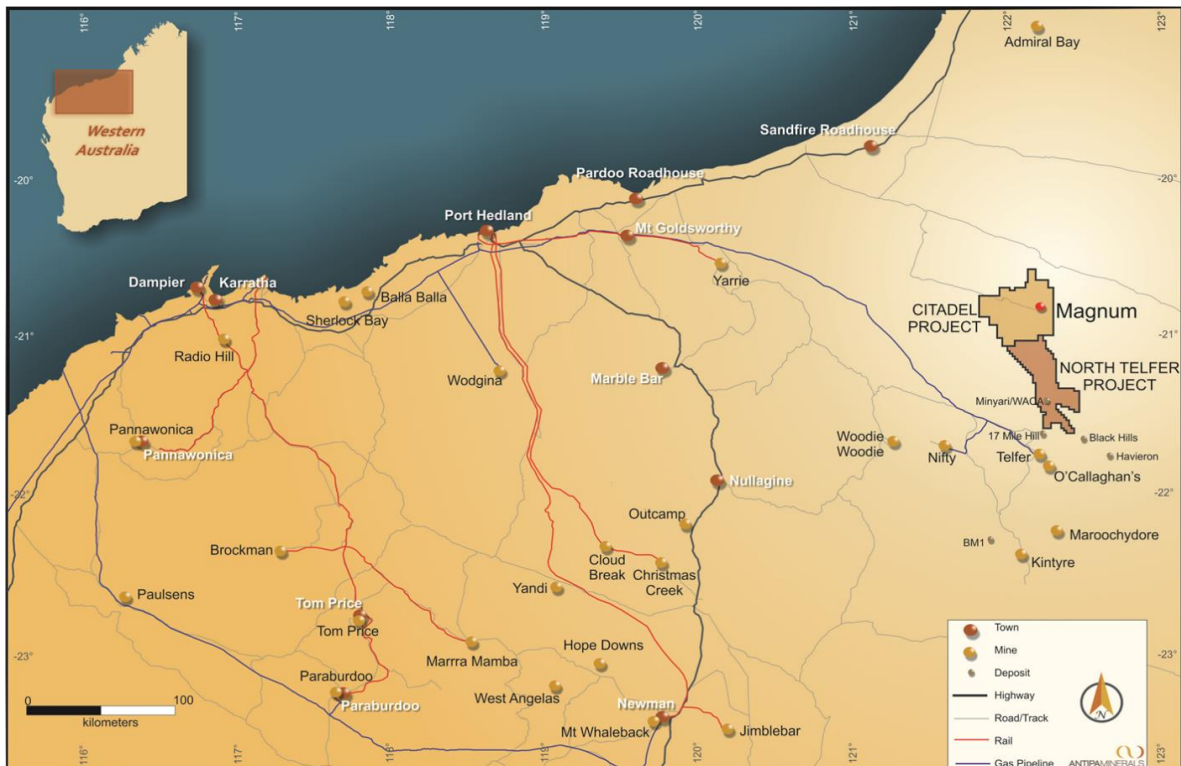 116°
117°
118°
119°
120°
121°
122°
123°
Admiral Bay
Western
Australia
Sandfire Roadhouse
-20°
-20°
Pardoo Roadhouse
Port Hedland
Mt Goldsworthy
Dampier
Karratha
Balla Balla
Yarrie
Sherlock Bay
CITADEL
PROJECT
Magnum
-21°
-21°
Radio Hill
Wodgina
Marble Bar
NORTH TELFER
PROJECT
Minyari/WACA
Pannawonica
Pannawonica
Woodie
Woodie
Nifty
17 Mile Hill
Black Hills
Telfer
Havieron
O'Callaghan's
-22°
-22°
Nullagine
Outcamp
Maroochydore
BM1
Kintyre
Brockman
Cloud
Break
Christmas
Creek
Yandi
Paulsens
Tom Price
Tom Price
Hope Downs
Marrra Mamba
-23°
-23°
Paraburdoo
Paraburdoo
West Angelas
Newman
Mt Whaleback
Jimblebar
0
100
kilometers
Town
Mine
Deposit
Highway
Road/Track
Rail
Gas Pipeline
N
ANTIPAMINERALS
116°
117°
118°
119°
120°
121°
123°